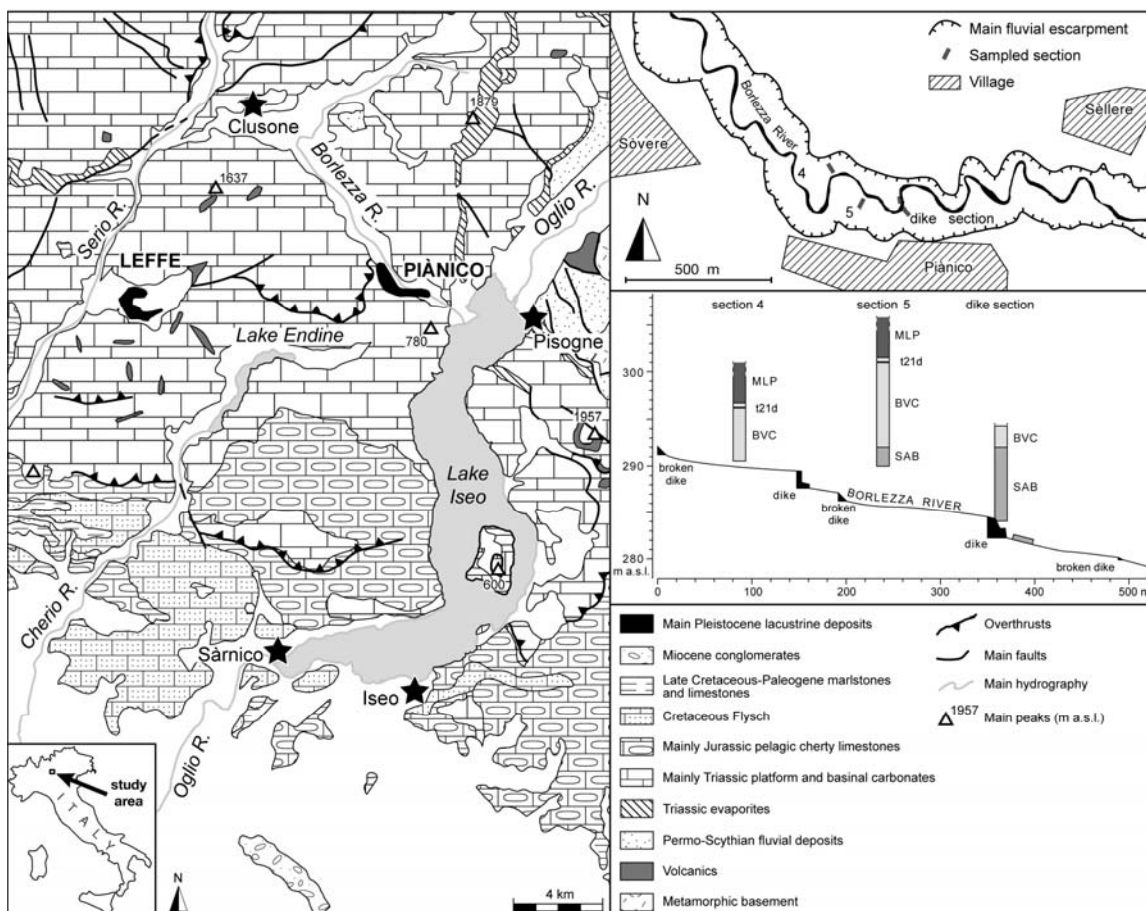 Clusone
1879
1637
Borlezza R.
Oglio R.
Serio R.
LEFFE
PIÀNICO
Lake Endine
780
Pisogne
1957
Lake
Iseo
600
Cherio R.
Sàrnico
Iseo
Oglio R.
study
area
ITALY
N
4 km
Main fluvial escarpment
Sampled section
Village
Sòvere
Borlezza River
Sèllere
4
5
dike section
N
Piànico
500 m
section 4
section 5
dike section
MLP
t21d
BVC
MLP
t21d
BVC
SAB
BVC
SAB
300
290
280
m a.s.l.
broken
dike
dike
broken
dike
BORLEZZA RIVER
dike
broken dike
0
100
200
300
400
500 m
Main Pleistocene lacustrine deposits
Miocene conglomerates
Late Cretaceous-Paleogene marlstones
and limestones
Cretaceous Flysch
Mainly Jurassic pelagic cherty limestones
Mainly Triassic platform and basinal carbonates
Triassic evaporites
Permo-Scythian fluvial deposits
Volcanics
Metamorphic basement
Overthrusts
Main faults
Main hydrography
1957
Main peaks (m a.s.l.)